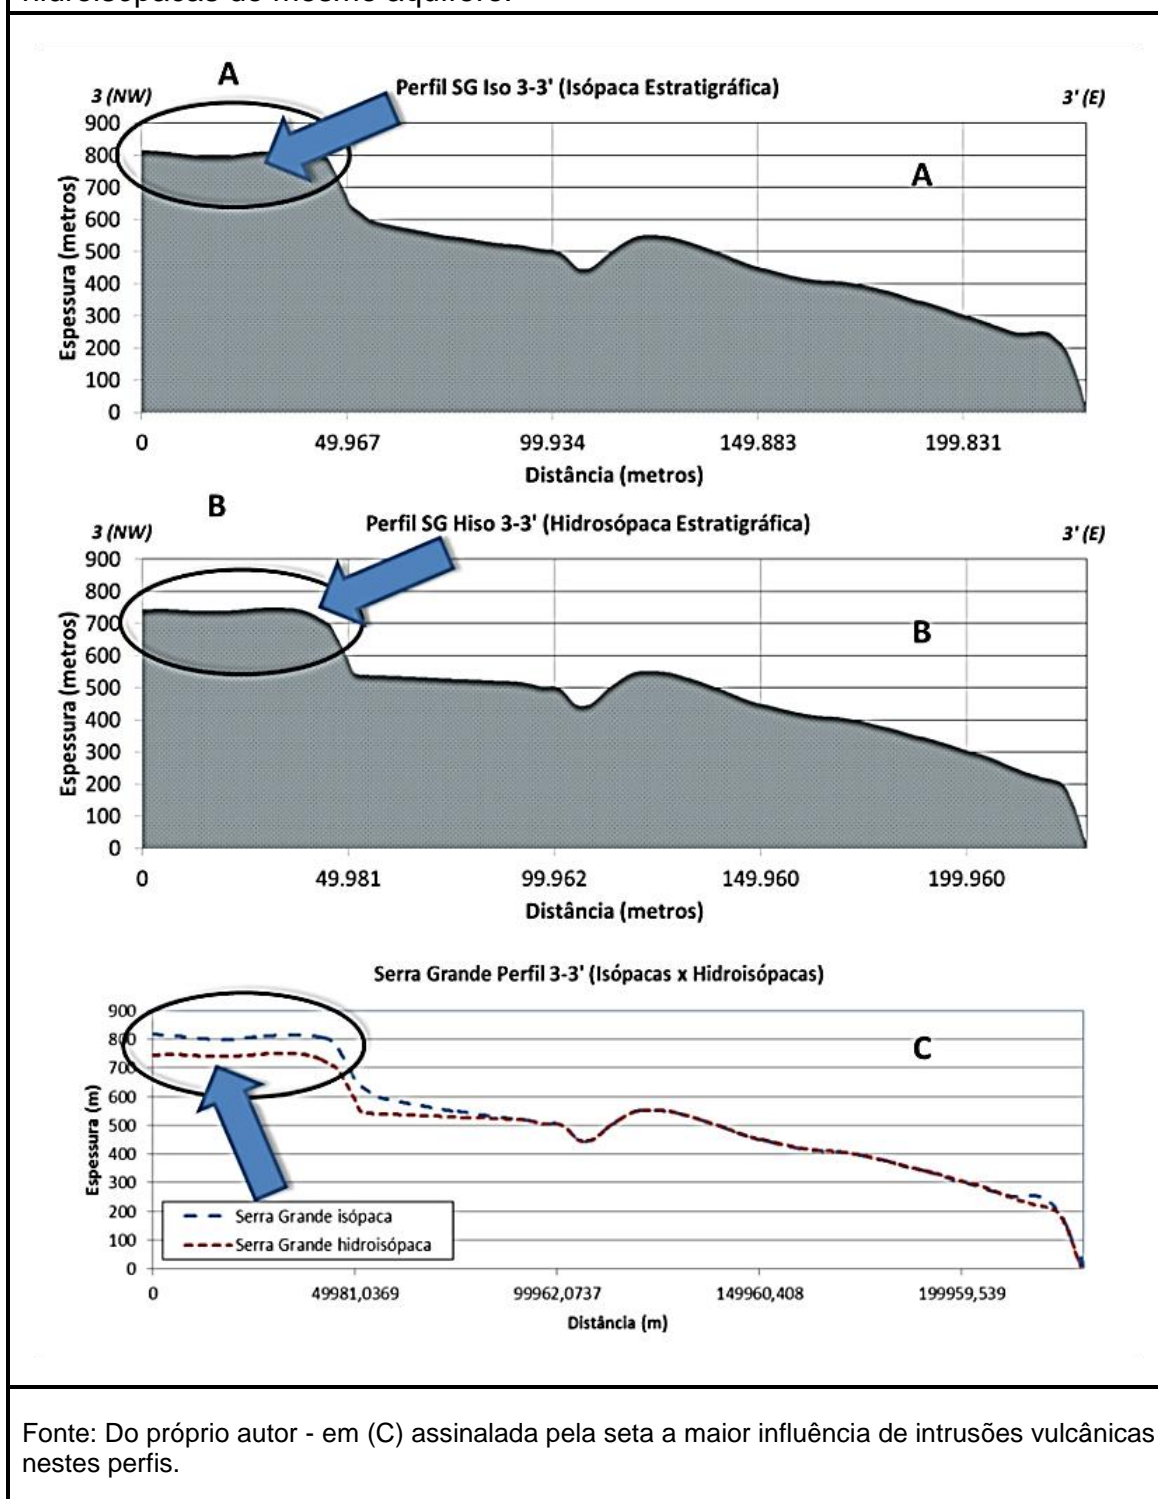 hidroisópacas do mesmo aquífero.
A
Perfil SG Iso 3-3' (Isópaca Estratigráfica)
3 (NW)
3' (E)
900
800
700
600
500
400
300
200
100
0
Espessura (metros)
A
0
49.967
99.934
149.883
199.831
Distância (metros)
B
Perfil SG Hiso 3-3' (Hidrosópaca Estratigráfica)
3 (NW)
3' (E)
900
800
700
600
500
400
300
200
100
0
Espessura (metros)
B
0
49.981
99.962
149.960
199.960
Distância (metros)
Serra Grande Perfil 3-3' (Isópacas x Hidroisópacas)
900
800
700
600
500
400
300
200
100
0
Espessura (m)
C
Serra Grande isópaca
Serra Grande hidroisópaca
0
49981,0369
99962,0737
149960,408
199959,539
Distância (m)
Fonte: Do próprio autor - em (C) assinalada pela seta a maior influência de intrusões vulcânicas
nestes perfis.